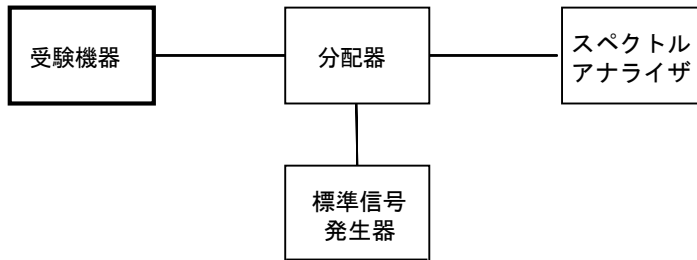 受験機器
分配器
スペクトル
アナライザ
標準信号
発生器